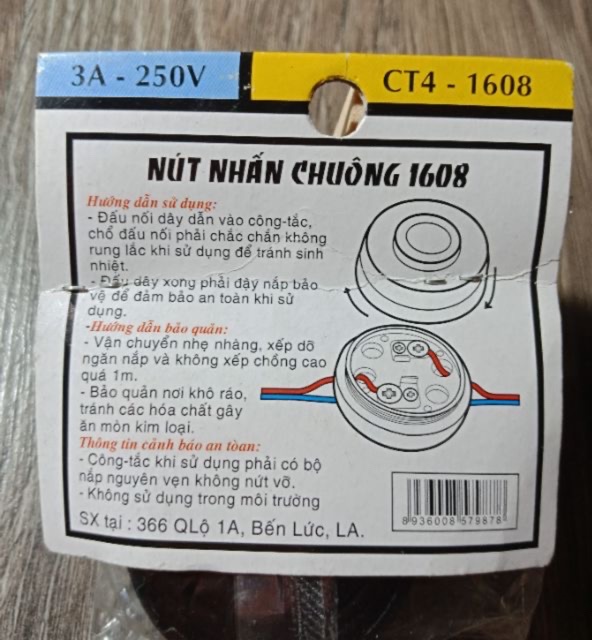 3A - 250V
CT4 - 1608
NÚT NHẤN CHUÔNG 1608
Hướng dẫn sử dụng:
- Đấu nối dây dẫn vào công-tắc,
chổ đấu nối phải chắc chắn không
rung lắc khi sử dụng để tránh sinh
nhiệt.
- Đấu dây xong phải đậy nắp bảo
vệ để đảm bảo an toàn khi sử
dụng.
-Hướng dẫn bảo quản:
- Vận chuyển nhẹ nhàng, xếp dỡ
ngăn nắp và không xếp chồng cao
quá 1m.
- Bảo quản nơi khô ráo,
tránh các hóa chất gây
ăn mòn kim loại.
Thông tin cảnh báo an tòan:
- Công-tắc khi sử dụng phải có bộ
nắp nguyên vẹn không nứt vỡ.
- Không sử dụng trong môi trường
SX tại : 366 QLộ 1A, Bến Lức, LA.
8 936008 579878